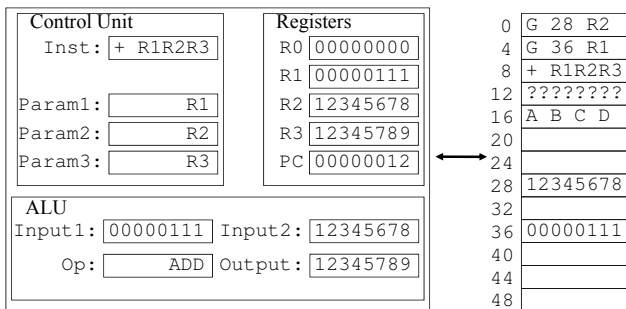 Control Unit
Inst: + R1R2R3
Param1: R1
Param2: R2
Param3: R3
Registers
R0 00000000
R1 00000111
R2 12345678
R3 12345789
PC 00000012
ALU
Input1: 00000111 Input2: 12345678
Op: ADD Output: 12345789
0 G 28 R2
4 G 36 R1
8 + R1R2R3
12 ????????
16 A B C D
20
24
28 12345678
32
36 00000111
40
44
48